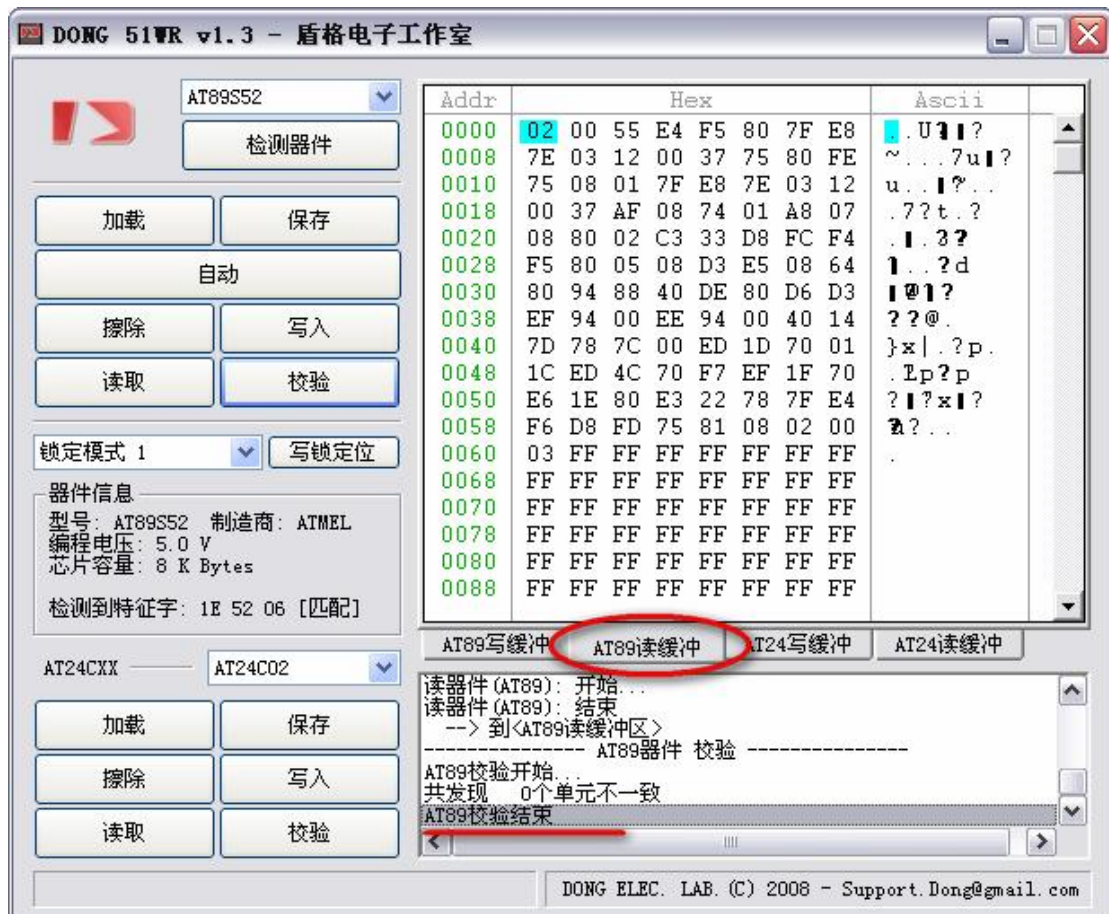 DONG 51WR v1.3 - 盾格电子工作室
AT89S52
检测器件
加载 保存
自动
擦除 写入
读取 校验
锁定模式 1 写锁定位
器件信息
型号: AT89S52 制造商: ATMEL
编程电压: 5.0 V
芯片容量: 8 K Bytes
检测到特征字: 1E 52 06 [匹配]
AT24CXX AT24C02
加载 保存
擦除 写入
读取 校验
Addr Hex Ascii
0000 02 00 55 E4 F5 80 7F E8
0008 7E 03 12 00 37 75 80 FE ~...7u
0010 75 08 01 7F E8 7E 03 12
0018 00 37 AF 08 74 01 A8 07 .7?t.?
0020 08 80 02 C3 33 D8 FC F4
0028 F5 80 05 08 D3 E5 08 64
0030 80 94 88 40 DE 80 D6 D3
0038 EF 94 00 EE 94 00 40 14 ??@.
0040 7D 78 7C 00 ED 1D 70 01 }x|.?p.
0048 1C ED 4C 70 F7 EF 1F 70
0050 E6 1E 80 E3 22 78 7F E4
0058 F6 D8 FD 75 81 08 02 00
0060 03 FF FF FF FF FF FF FF .
0068 FF FF FF FF FF FF FF FF
0070 FF FF FF FF FF FF FF FF
0078 FF FF FF FF FF FF FF FF
0080 FF FF FF FF FF FF FF FF
0088 FF FF FF FF FF FF FF FF
AT89写缓冲 AT89读缓冲 AT24写缓冲 AT24读缓冲
读器件(AT89): 开始...
读器件(AT89): 结束
--> 到<AT89读缓冲区>
--------------- AT89器件 校验 ---------------
AT89校验开始...
共发现 0个单元不一致
AT89校验结束
DONG ELEC. LAB. (C) 2008 - Support.Dong@gmail.com